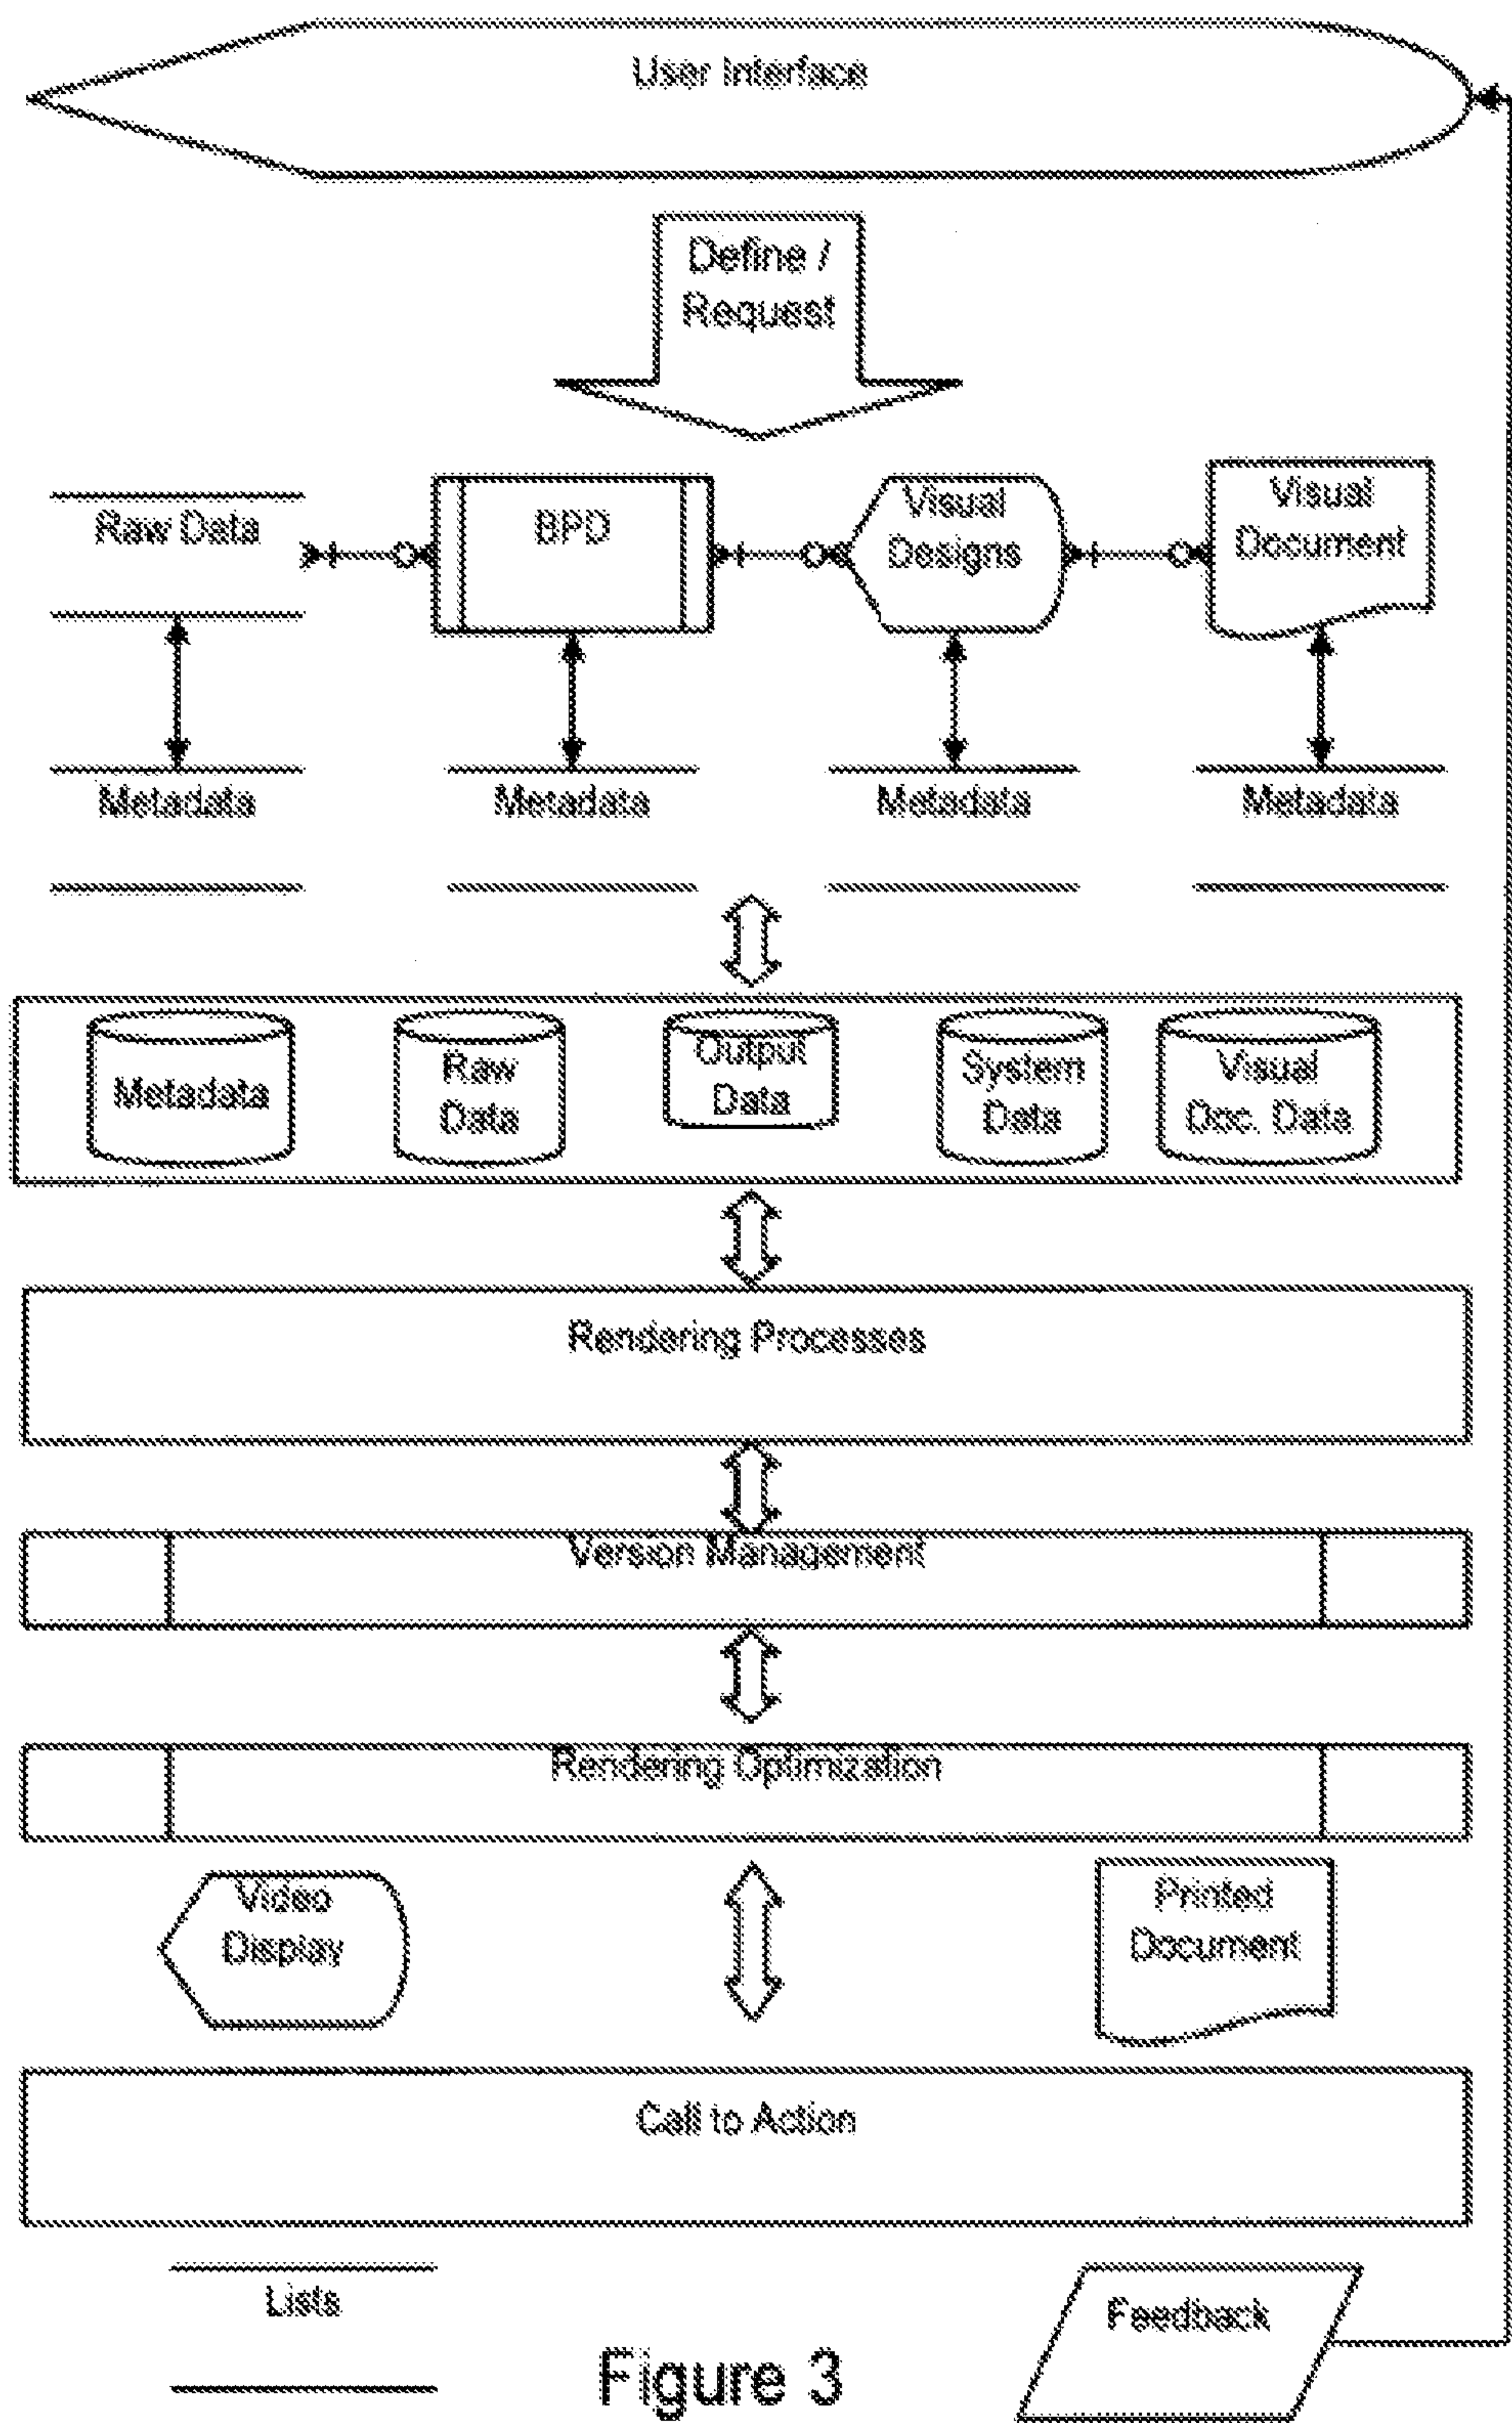 User Interface
Define /
Request
Raw Data
BPD
Visual
Designs
Visual
Document
Metadata
Metadata
Metadata
Metadata
Metadata
Raw
Data
Output
Data
System
Data
Visual
Doc. Data
Rendering Processes
Version Management
Rendering Optimization
Video
Display
Printed
Document
Call to Action
Lists
Feedback
Figure 3